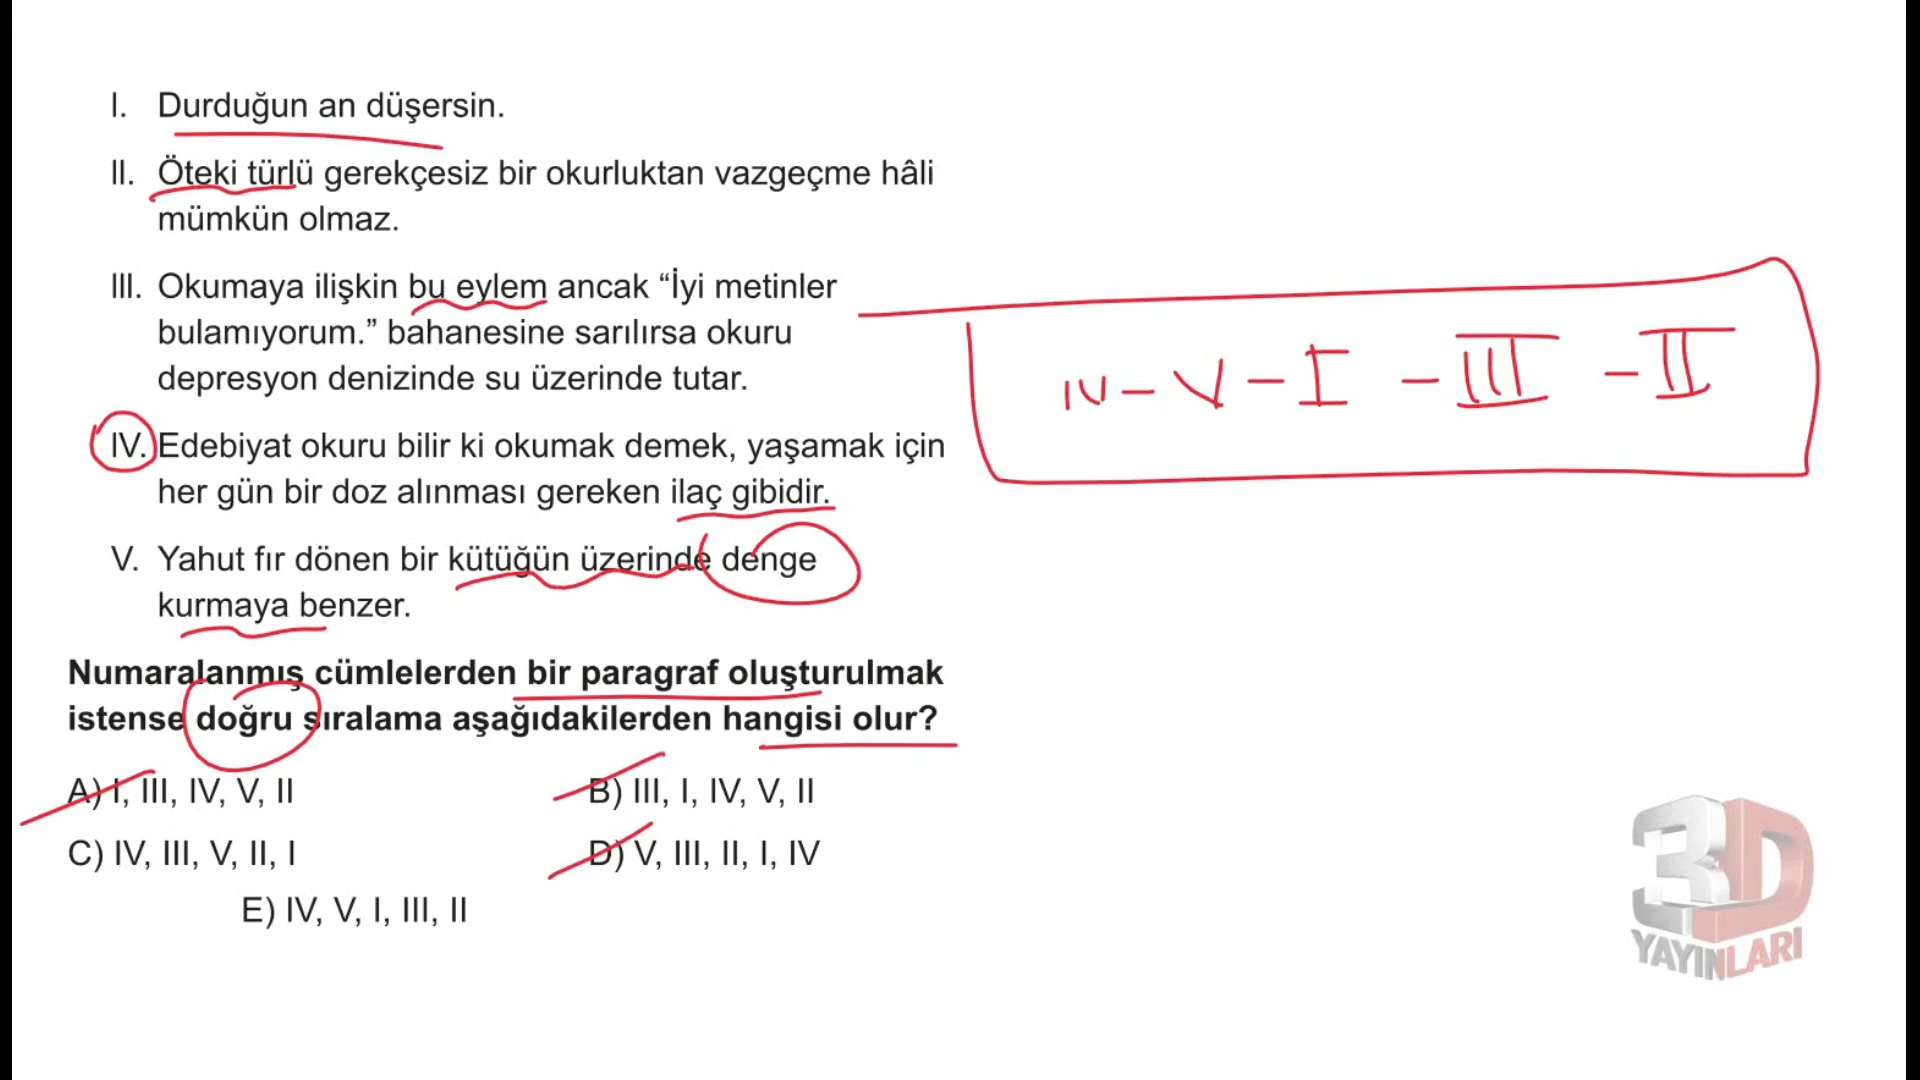 I. Durduğun an düşersin.
II. Öteki türlü gerekçesiz bir okurluktan vazgeçme hâli
mümkün olmaz.
III. Okumaya ilişkin bu eylem ancak “İyi metinler
bulamıyorum.” bahanesine sarılırsa okuru
depresyon denizinde su üzerinde tutar.
IV. Edebiyat okuru bilir ki okumak demek, yaşamak için
her gün bir doz alınması gereken ilaç gibidir.
V. Yahut fır dönen bir kütüğün üzerinde denge
kurmaya benzer.
IV – V – I – III – II
Numaralanmış cümlelerden bir paragraf oluşturulmak
istense doğru sıralama aşağıdakilerden hangisi olur?
A) I, III, IV, V, II B) III, I, IV, V, II
C) IV, III, V, II, I D) V, III, II, I, IV
E) IV, V, I, III, II
3D
YAYINLARI